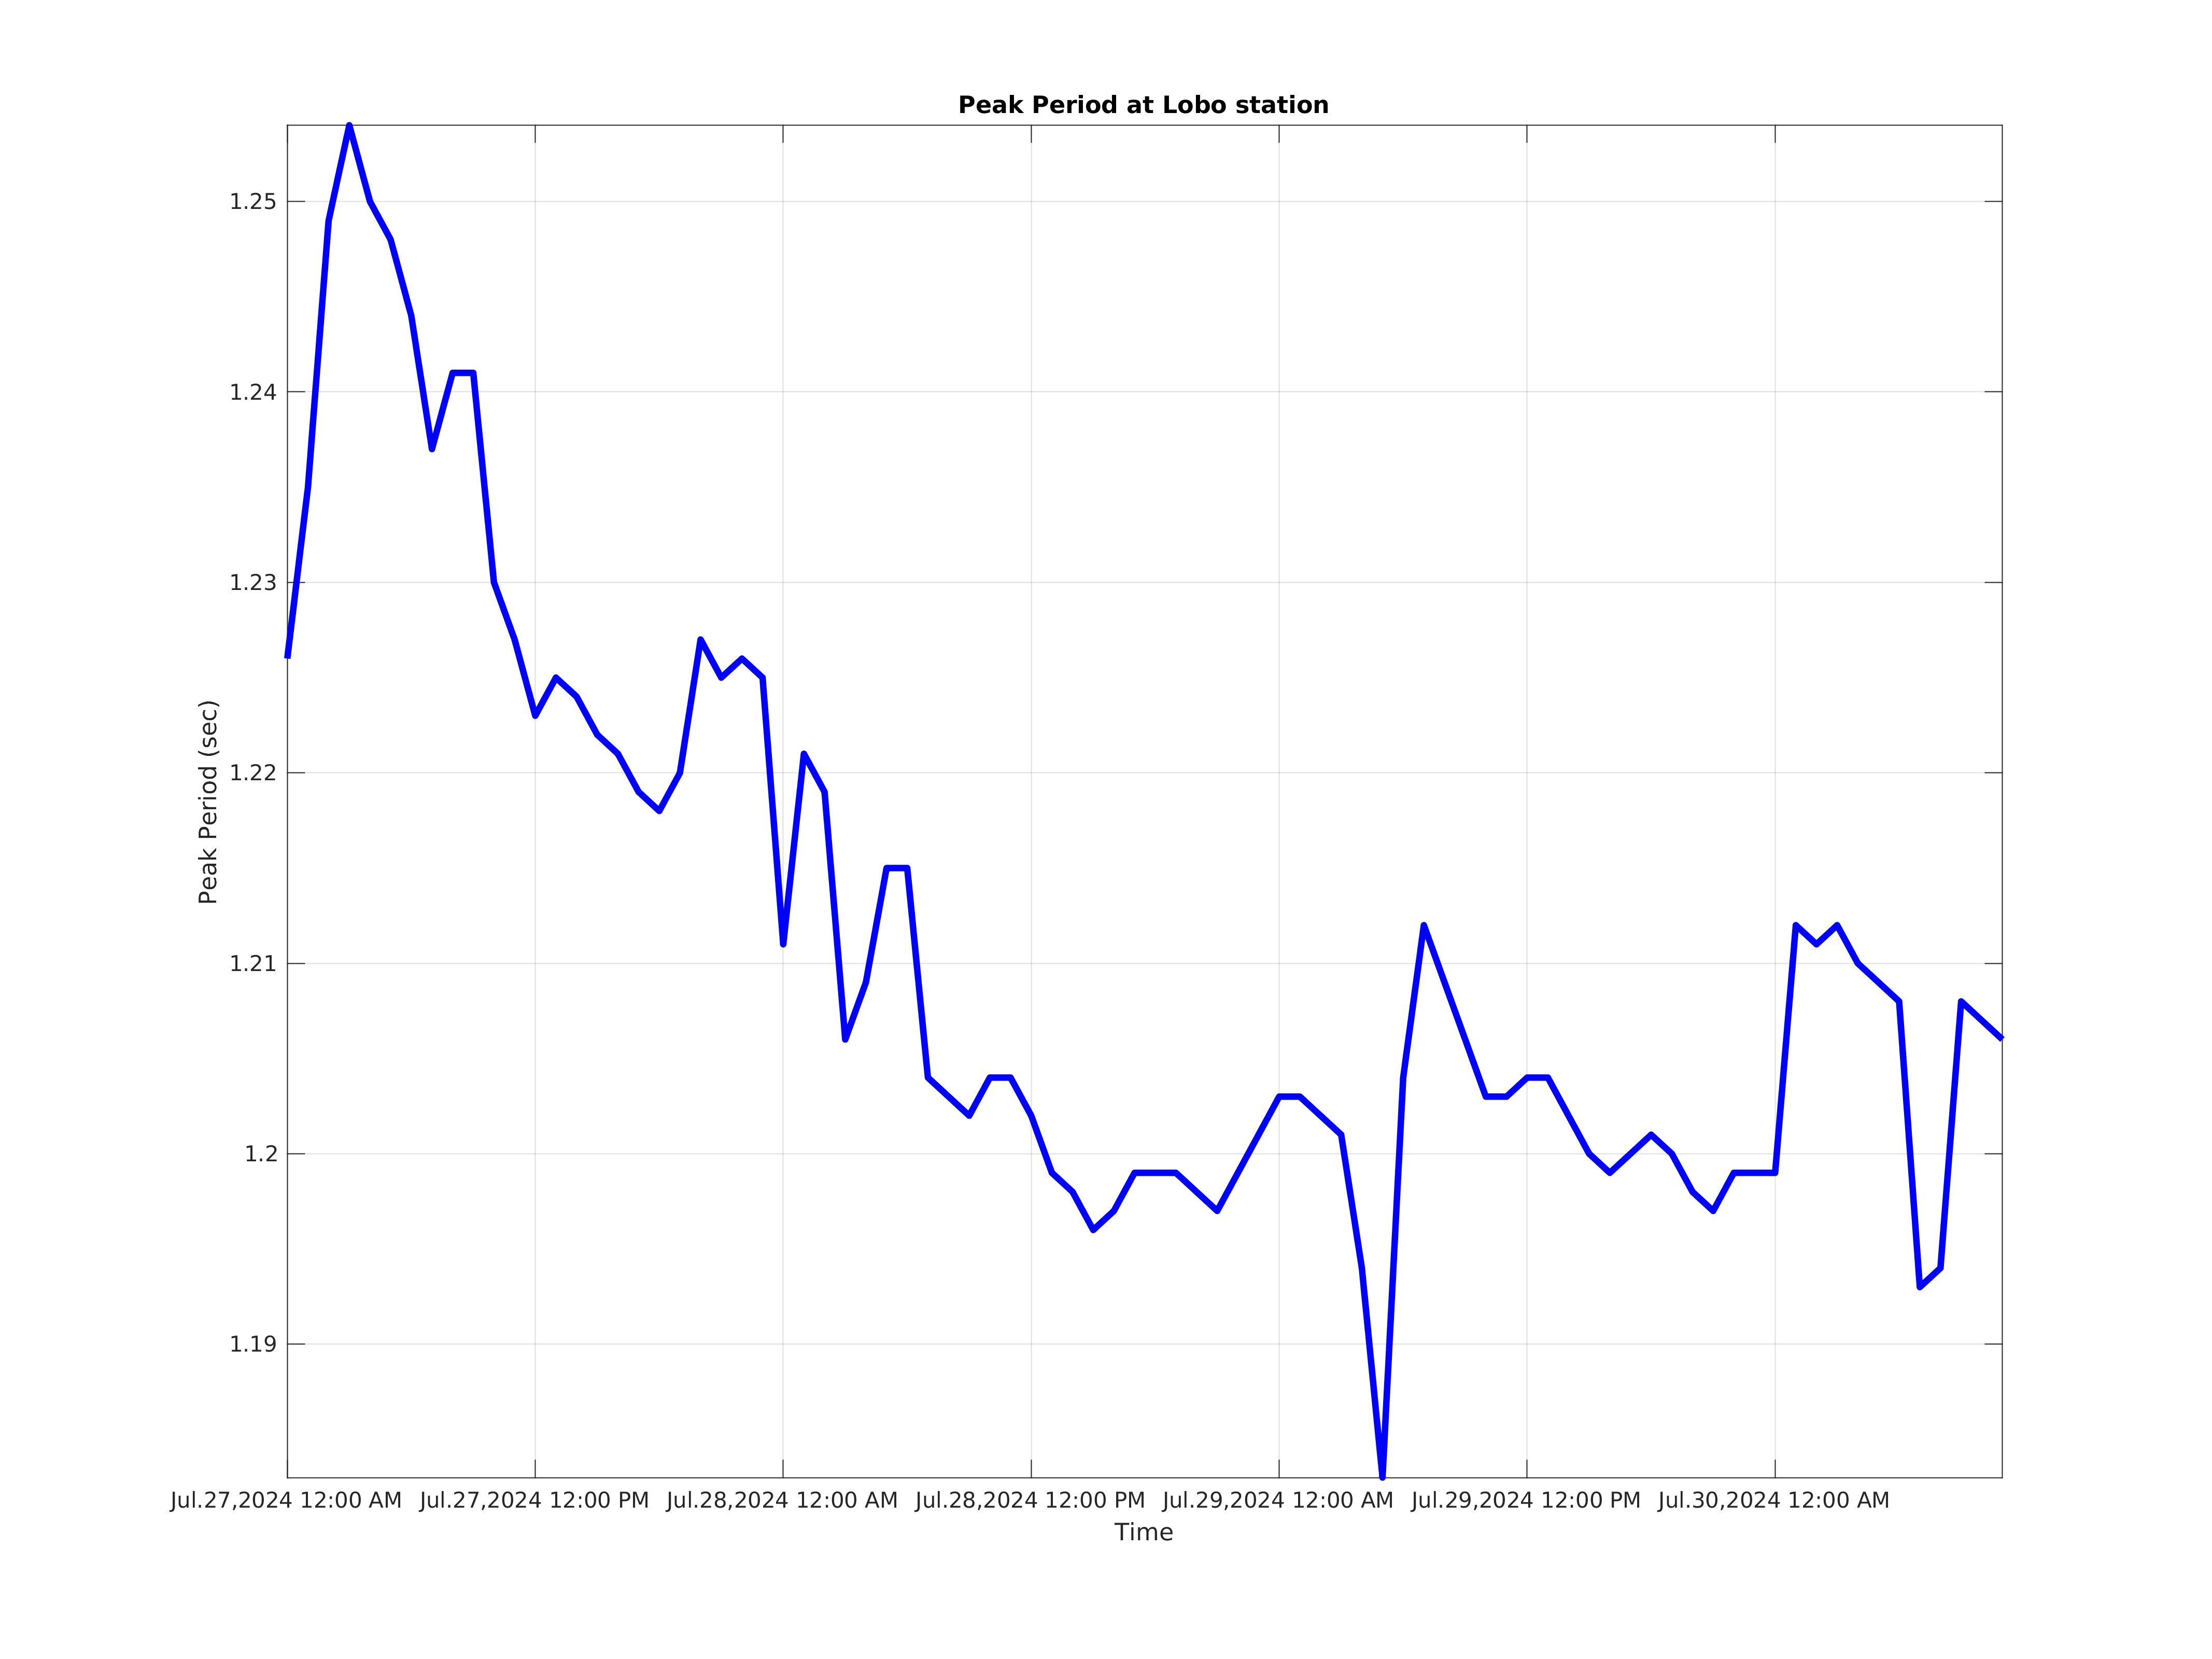 Peak Period at Lobo station
Peak Period (sec)
1.25
1.24
1.23
1.22
1.21
1.2
1.19
Jul.27,2024 12:00 AM Jul.27,2024 12:00 PM Jul.28,2024 12:00 AM Jul.28,2024 12:00 PM Jul.29,2024 12:00 AM Jul.29,2024 12:00 PM Jul.30,2024 12:00 AM
Time